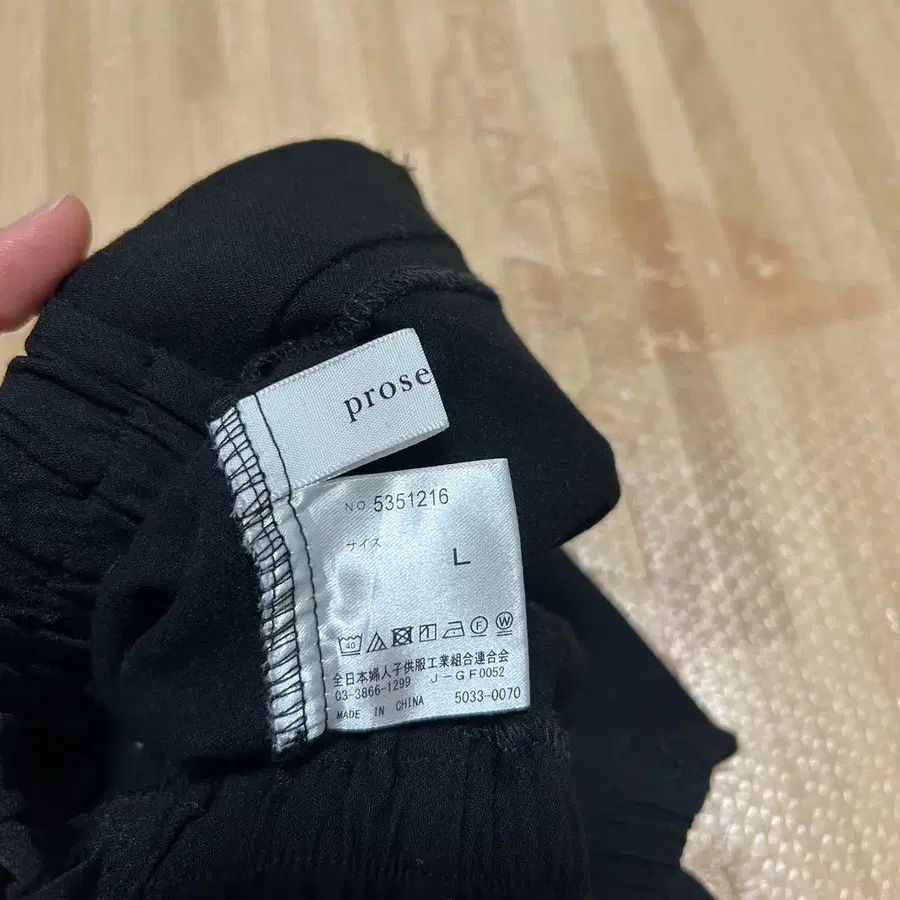 prose
NO.5351216
サイズ
L
40
F W
全日本婦人子供服工業組合連合会
03-3866-1299 J-GF0052
MADE IN CHINA 5033-0070